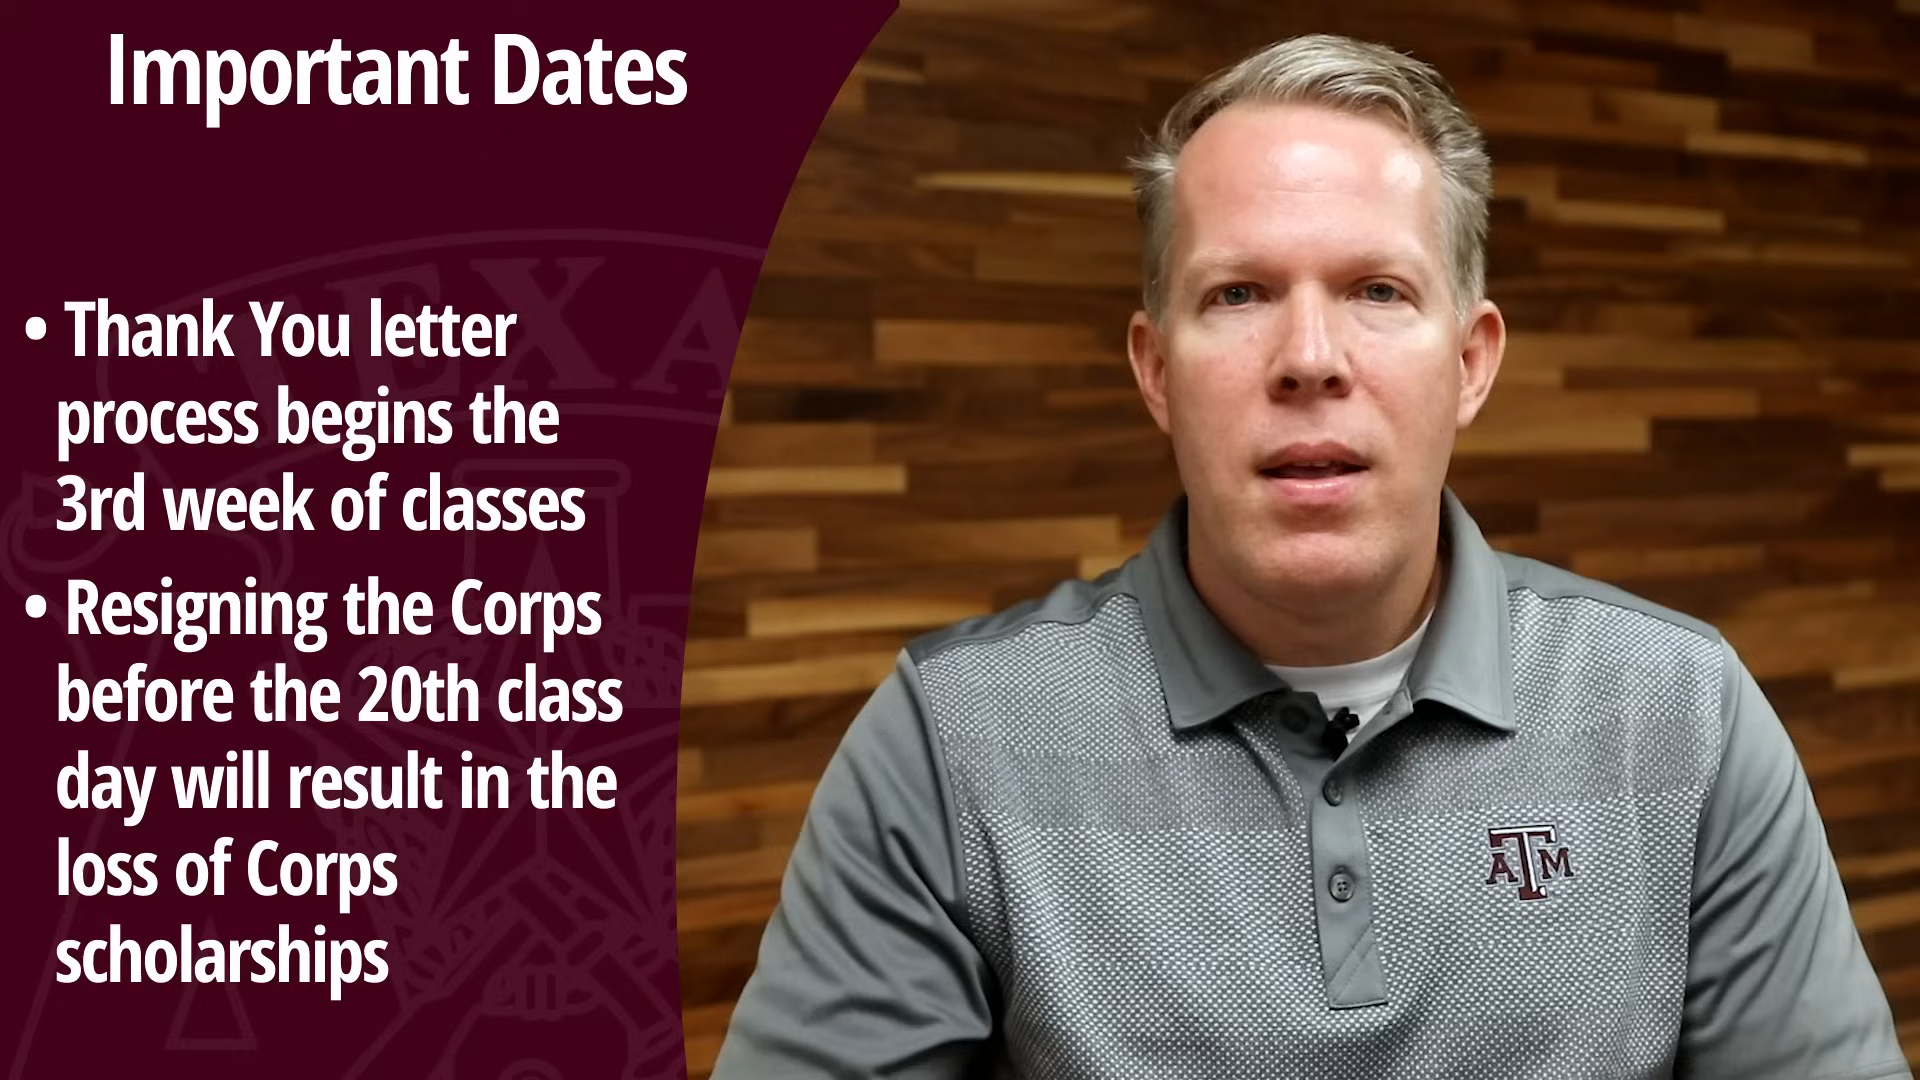 Important Dates
• Thank You letter
process begins the
3rd week of classes
• Resigning the Corps
before the 20th class
day will result in the
loss of Corps
scholarships
TEXA
ATM